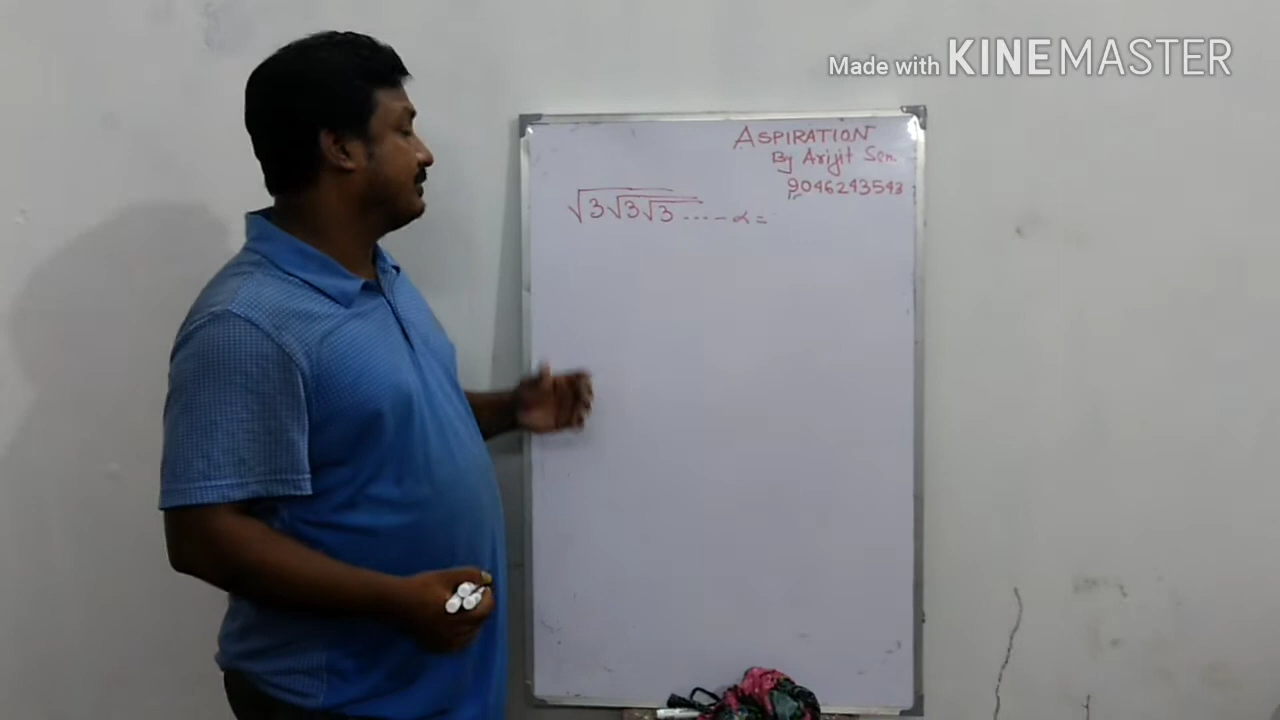 Made with KINEMASTER
ASPIRATION
By Arijit Sen
9046243543
√3√3√3 ..... α =